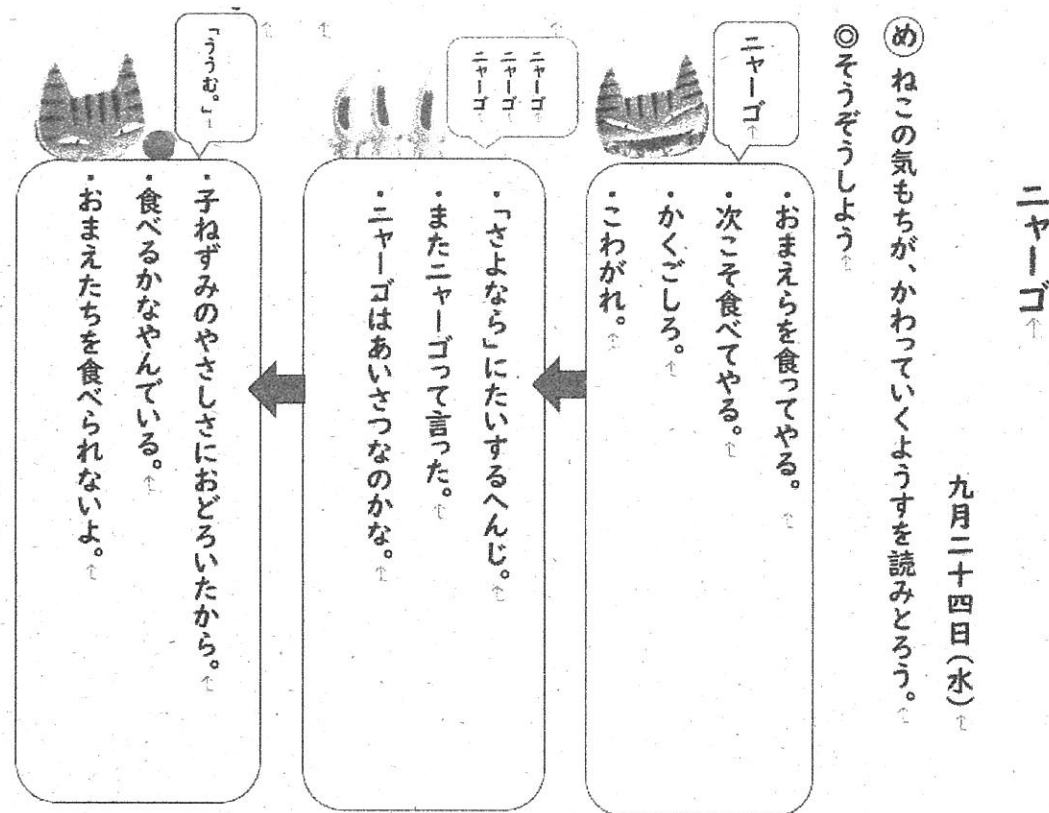 ニャーゴ
九月二十四日(水)
め ねこの気もちが、かわっていくようすを読みとろう。
◎そうぞうしよう
ニャーゴ
・おまえらを食ってやる。
・次こそ食べてやる。
かくごしろ。
・こわがれ。
ニャーゴ
ニャーゴ
ニャーゴ
・「さよなら」にたいするへんじ。
・またニャーゴって言った。
・ニャーゴはあいさつなのかな。
「ううむ。」
・子ねずみのやさしさにおどろいたから。
・食べるかなやんでいる。
・おまえたちを食べられないよ。